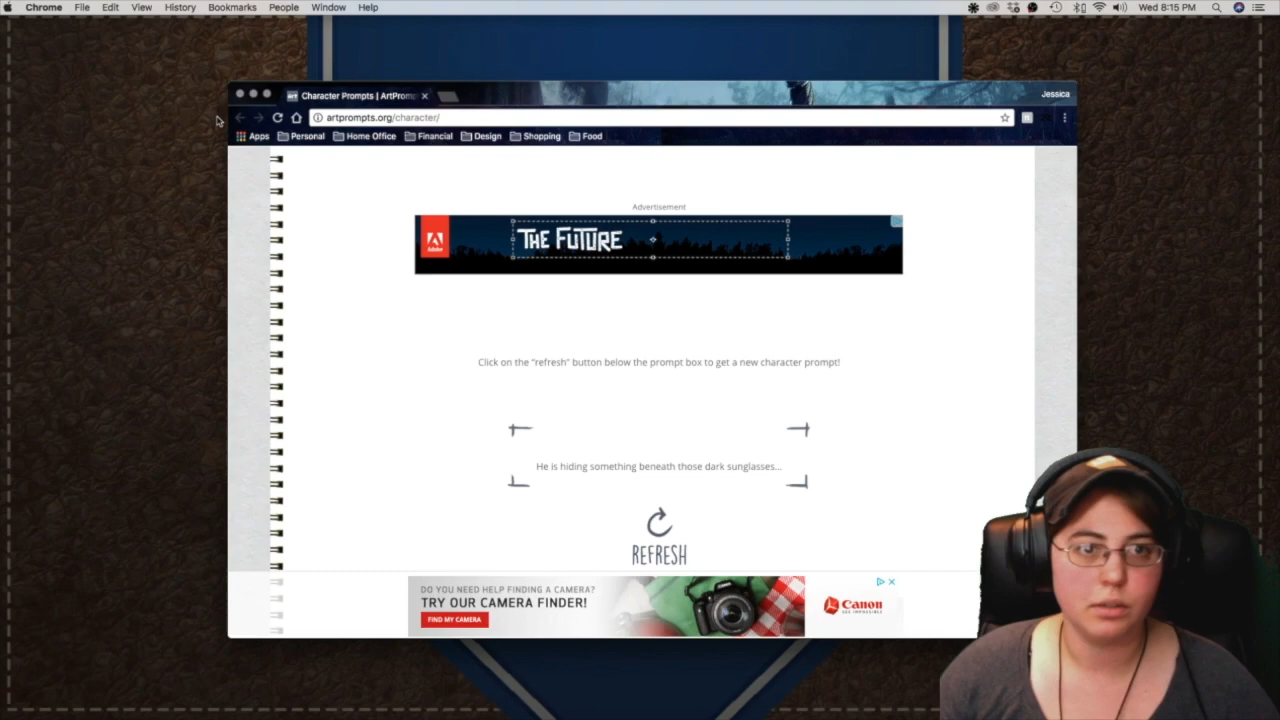 Chrome File Edit View History Bookmarks People Window Help Wed 8:15 PM
Character Prompts | ArtPromp Jessica
artprompts.org/character/
Apps Personal Home Office Financial Design Shopping Food
Advertisement
Adobe
THE FUTURE
Click on the "refresh" button below the prompt box to get a new character prompt!
He is hiding something beneath those dark sunglasses...
REFRESH
DO YOU NEED HELP FINDING A CAMERA?
TRY OUR CAMERA FINDER!
FIND MY CAMERA
Canon
SEE IMPOSSIBLE